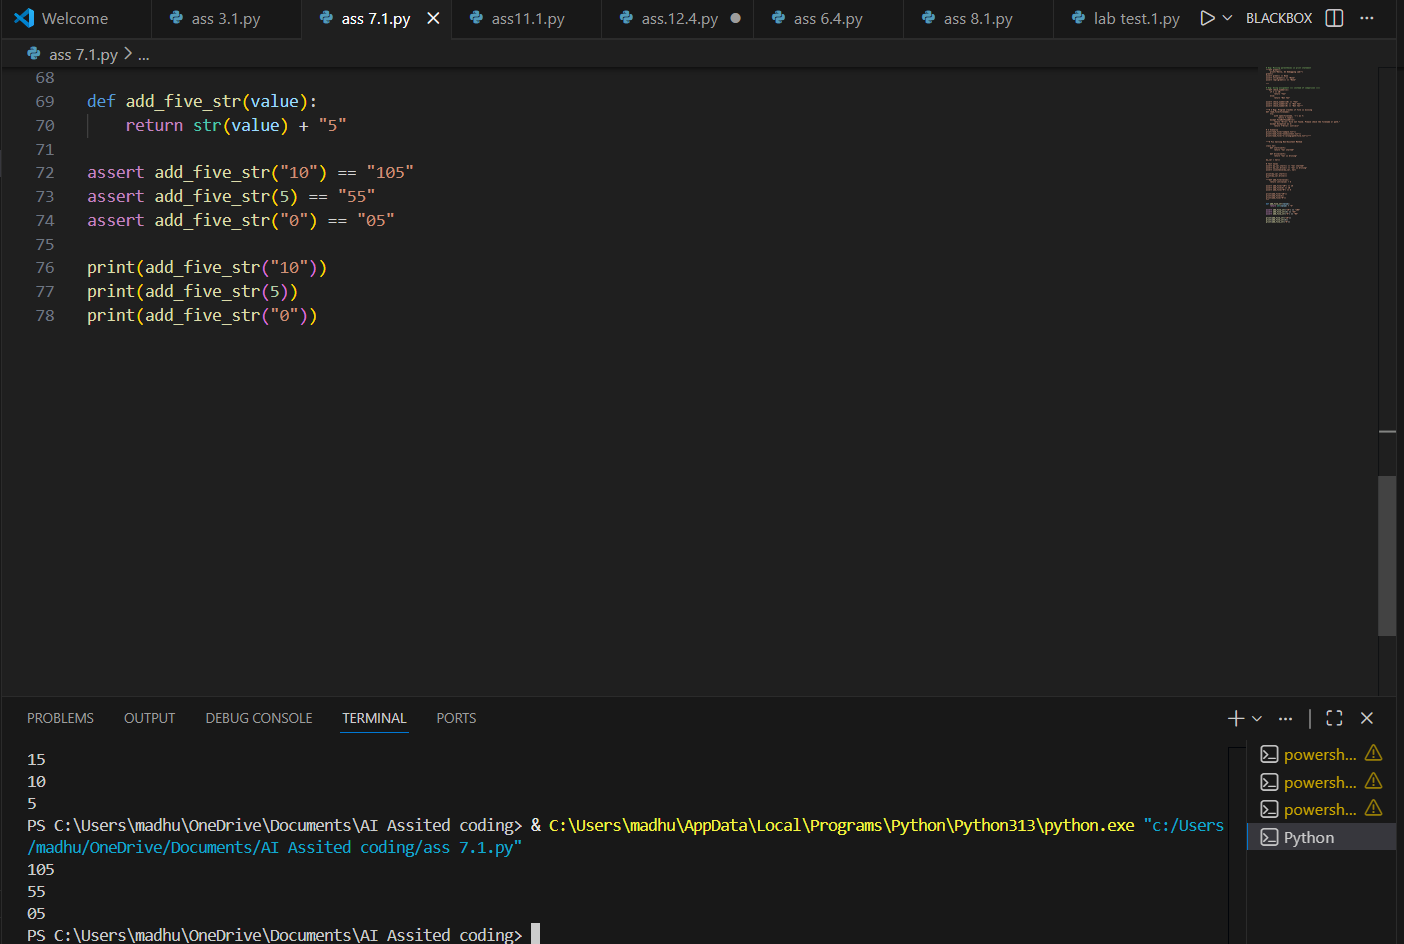 Welcome ass 3.1.py ass 7.1.py ass11.1.py ass.12.4.py ass 6.4.py ass 8.1.py lab test.1.py BLACKBOX ...
ass 7.1.py > ...
68
69 def add_five_str(value):
70     return str(value) + "5"
71
72 assert add_five_str("10") == "105"
73 assert add_five_str(5) == "55"
74 assert add_five_str("0") == "05"
75
76 print(add_five_str("10"))
77 print(add_five_str(5))
78 print(add_five_str("0"))
PROBLEMS OUTPUT DEBUG CONSOLE TERMINAL PORTS
15
10
5
PS C:\Users\madhu\OneDrive\Documents\AI Assited coding> & C:\Users\madhu\AppData\Local\Programs\Python\Python313\python.exe "c:/Users
/madhu/OneDrive/Documents/AI Assited coding/ass 7.1.py"
105
55
05
PS C:\Users\madhu\OneDrive\Documents\AI Assited coding>
powersh...
powersh...
powersh...
Python